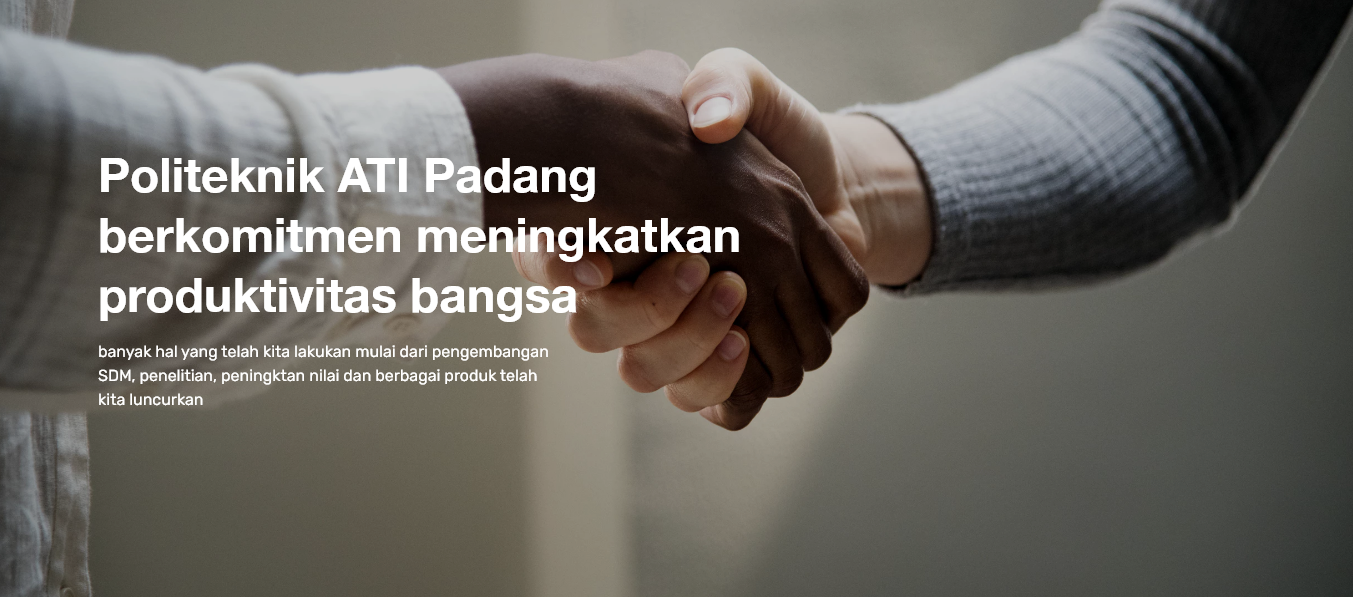 Politeknik ATI Padang
berkomitmen meningkatkan
produktivitas bangsa
banyak hal yang telah kita lakukan mulai dari pengembangan
SDM, penelitian, peningktan nilai dan berbagai produk telah
kita luncurkan